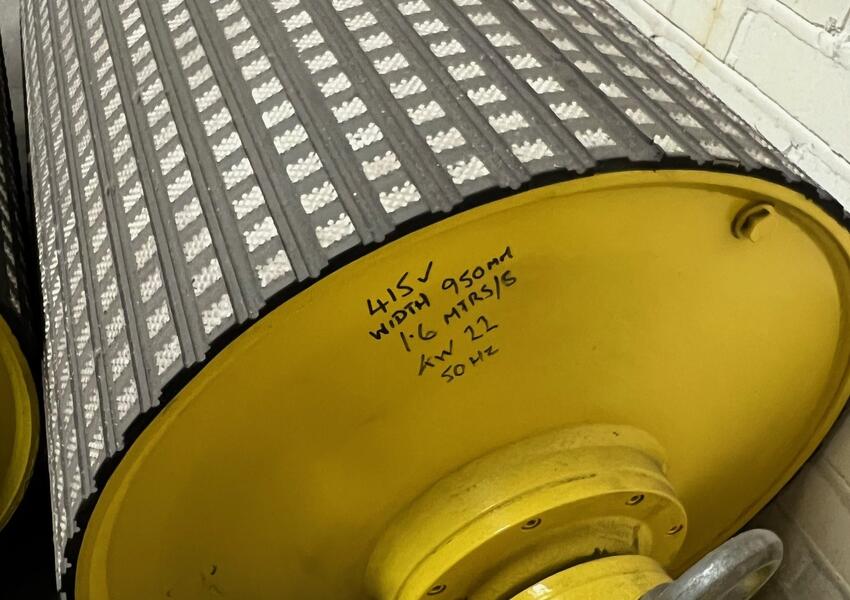 415V
WIDTH 950MM
1.6 MTRS/S
KW 22
50 HZ